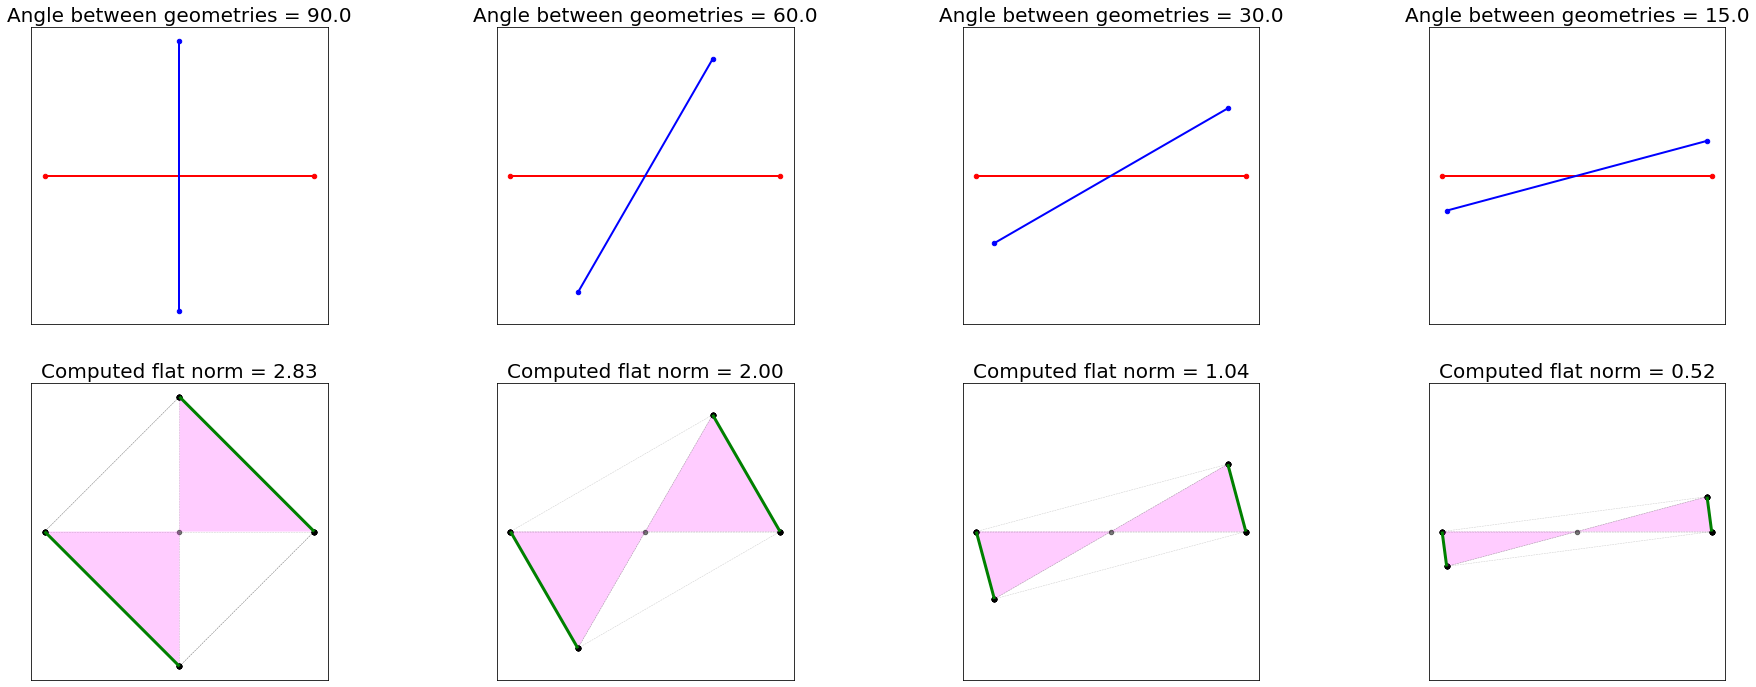 Angle between geometries = 90.0
Angle between geometries = 60.0
Angle between geometries = 30.0
Angle between geometries = 15.0
Computed flat norm = 2.83
Computed flat norm = 2.00
Computed flat norm = 1.04
Computed flat norm = 0.52